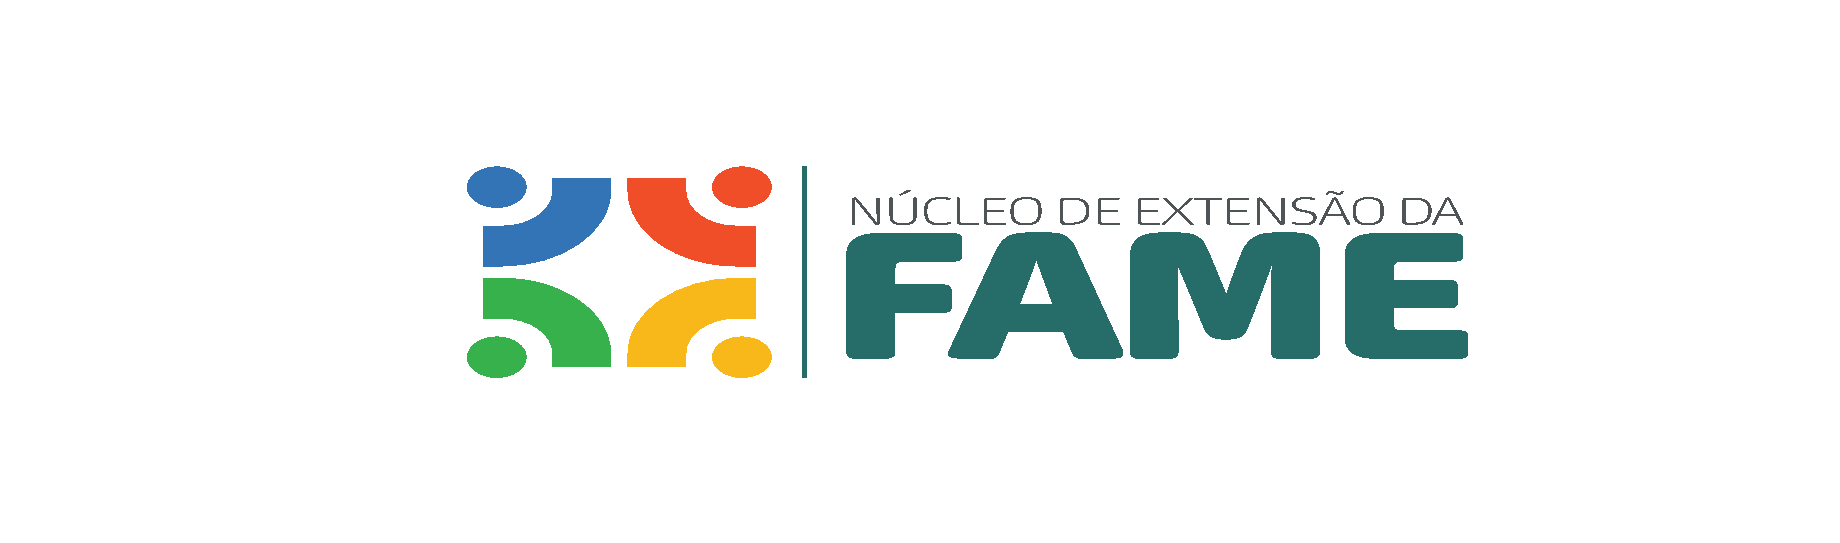 NÚCLEO DE EXTENSÃO DA
FAME